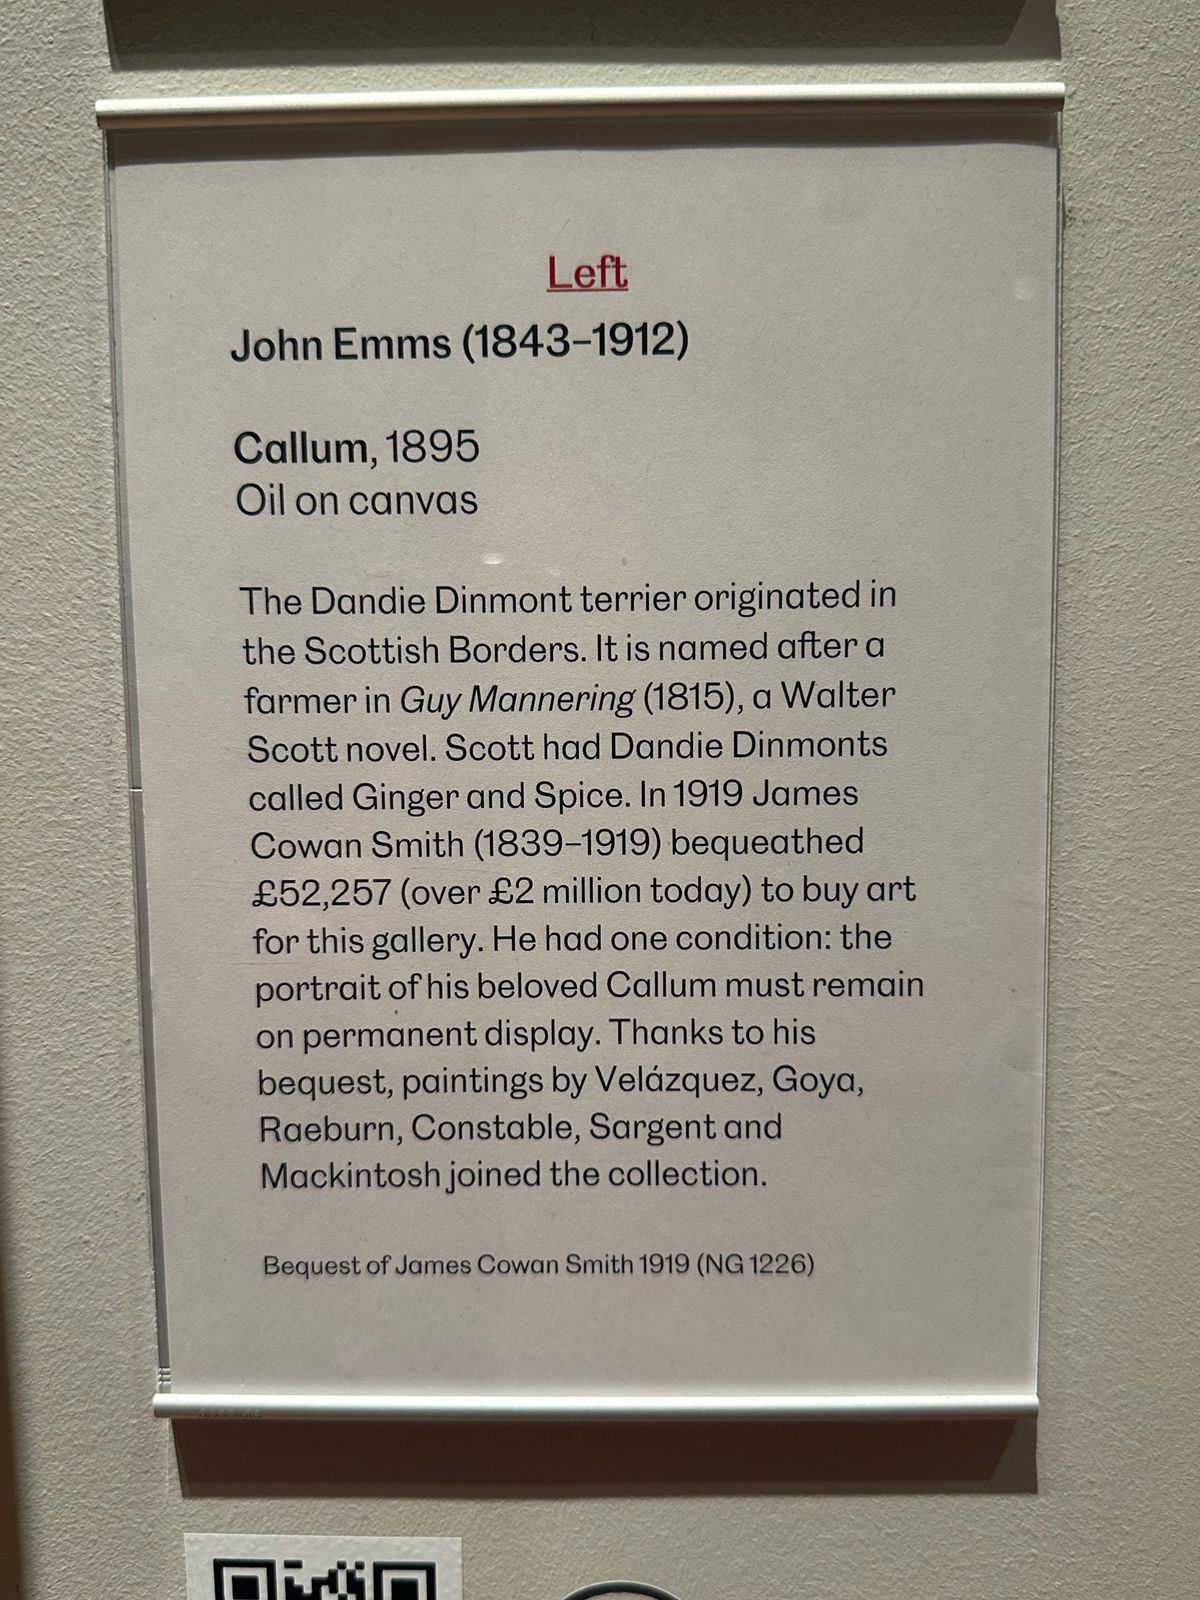 Left
John Emms (1843–1912)
Callum, 1895
Oil on canvas
The Dandie Dinmont terrier originated in
the Scottish Borders. It is named after a
farmer in Guy Mannering (1815), a Walter
Scott novel. Scott had Dandie Dinmonts
called Ginger and Spice. In 1919 James
Cowan Smith (1839–1919) bequeathed
£52,257 (over £2 million today) to buy art
for this gallery. He had one condition: the
portrait of his beloved Callum must remain
on permanent display. Thanks to his
bequest, paintings by Velázquez, Goya,
Raeburn, Constable, Sargent and
Mackintosh joined the collection.
Bequest of James Cowan Smith 1919 (NG 1226)